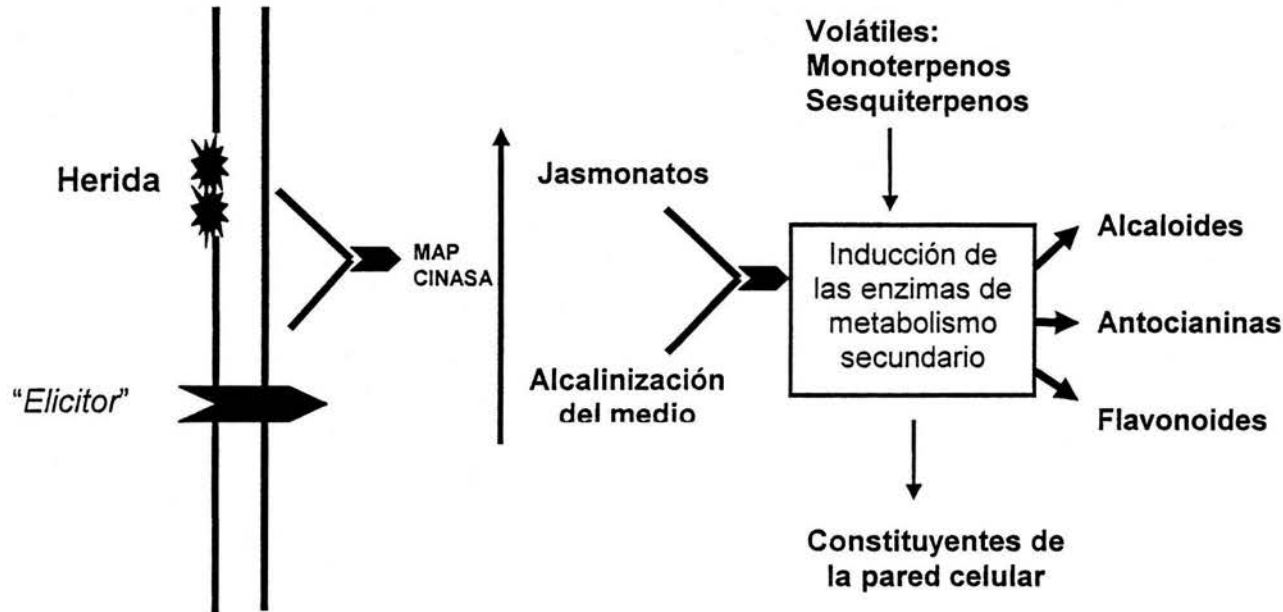 Herida
"Elicitor"
MAP
CINASA
Jasmonatos
Alcalinización
del medio
Volátiles:
Monoterpenos
Sesquiterpenos
Inducción de
las enzimas de
metabolismo
secundario
Alcaloides
Antocianinas
Flavonoides
Constituyentes de
la pared celular